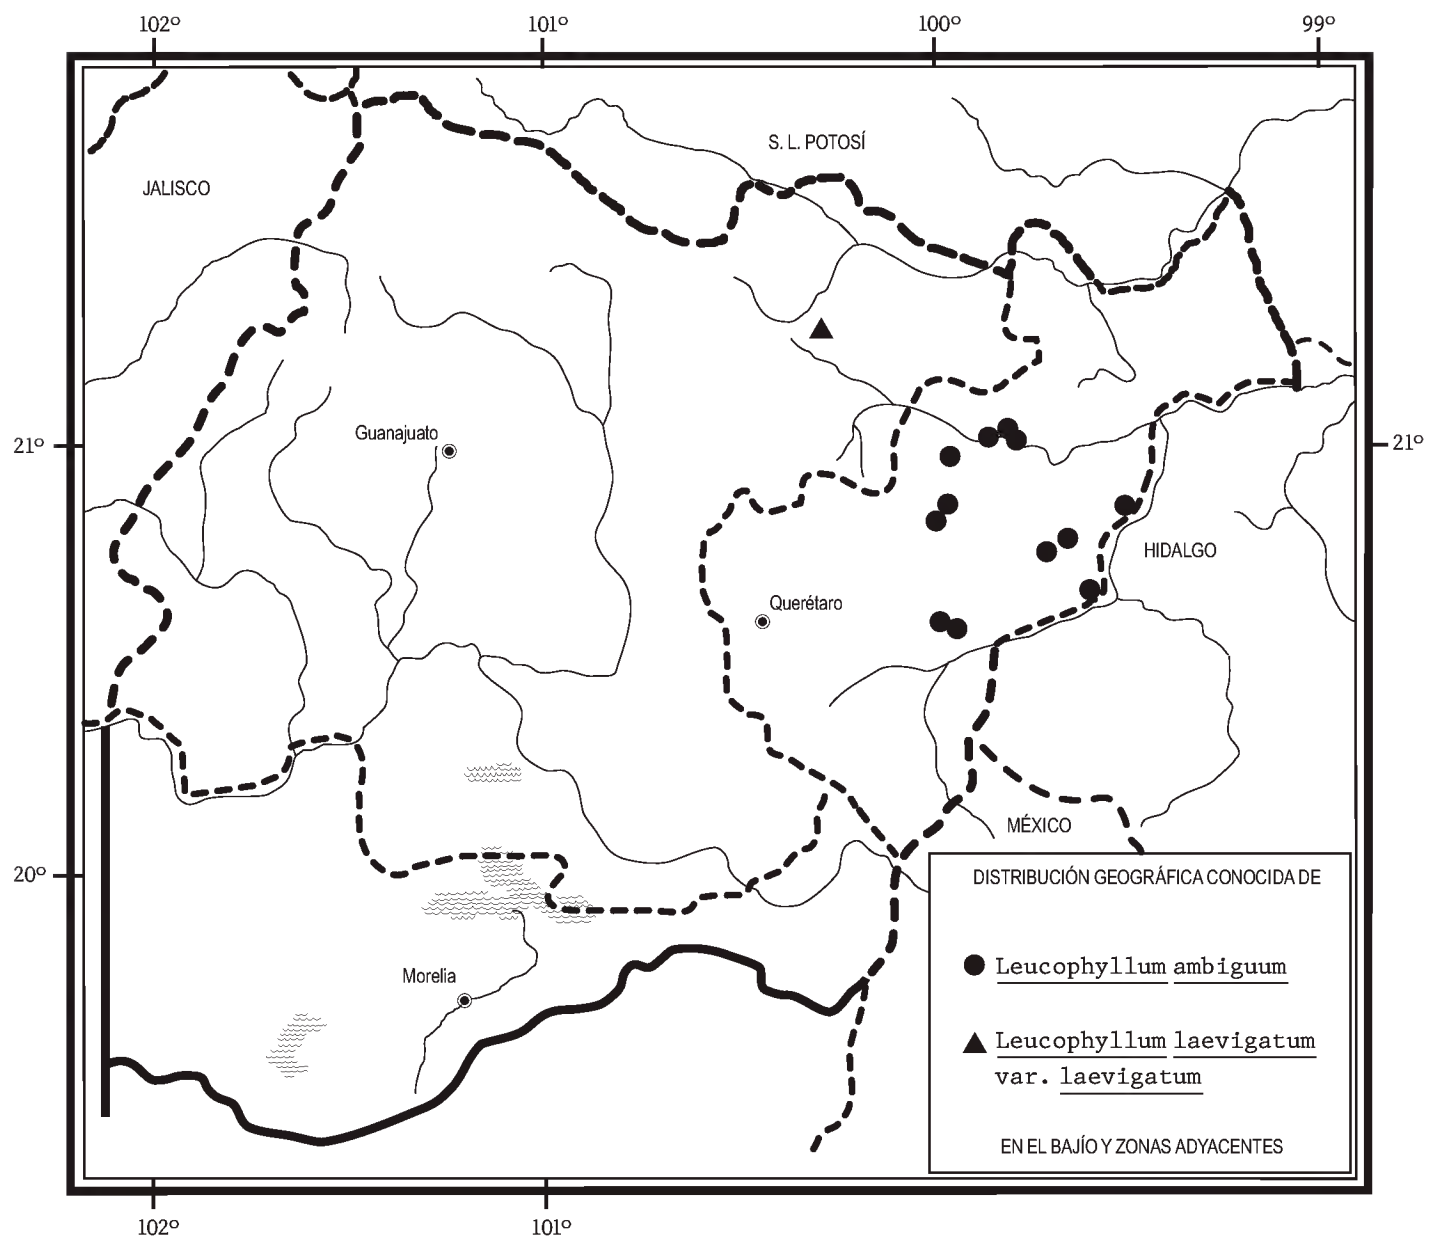 102º 101º 100º 99º
S. L. POTOSÍ
JALISCO
Guanajuato
21º 21º
HIDALGO
Querétaro
MÉXICO
20º
DISTRIBUCIÓN GEOGRÁFICA CONOCIDA DE
Leucophyllum ambiguum
Morelia
Leucophyllum laevigatum
var. laevigatum
EN EL BAJÍO Y ZONAS ADYACENTES
102º 101º